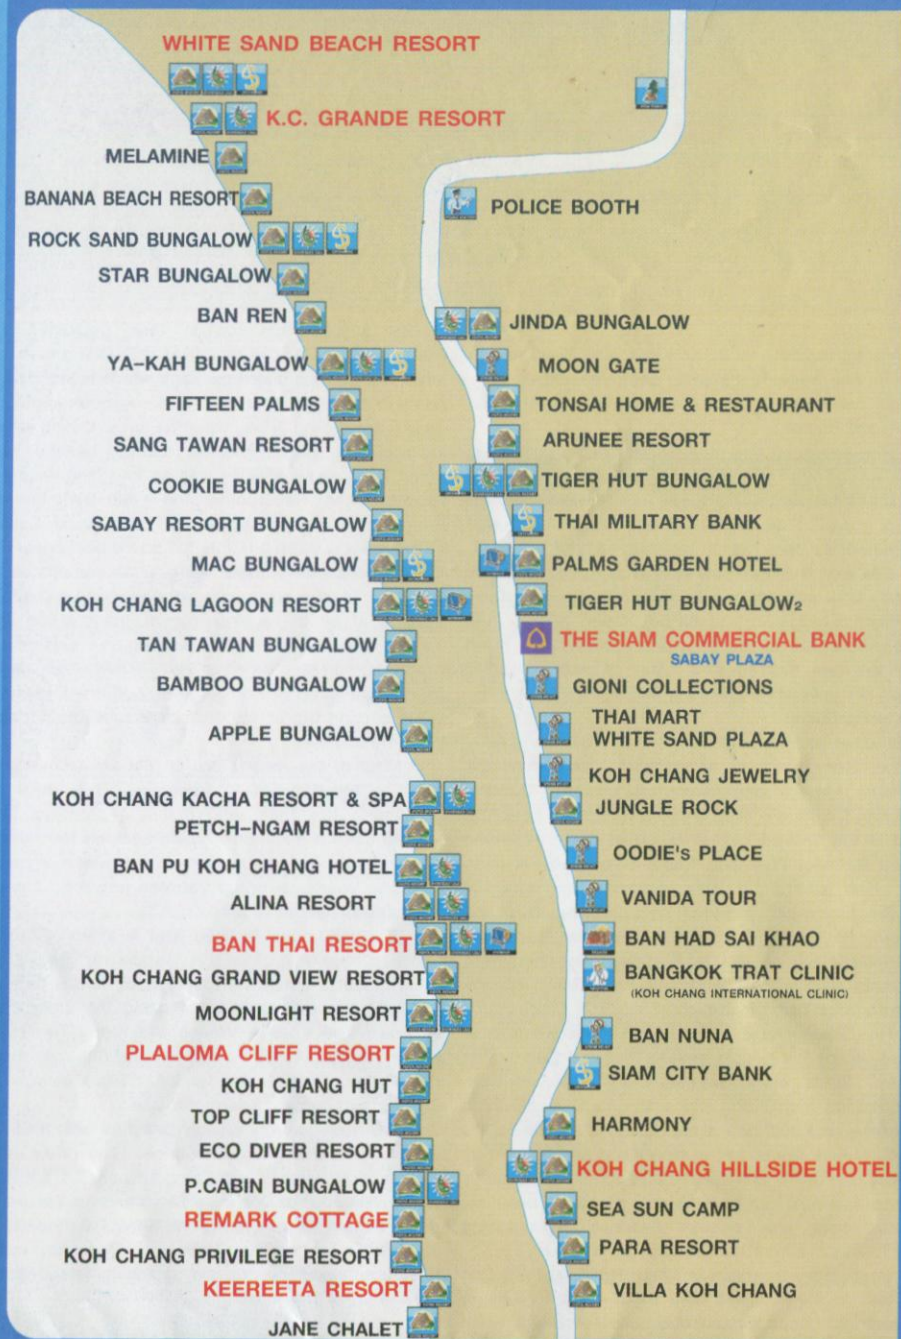 WHITE SAND BEACH RESORT
K.C. GRANDE RESORT
MELAMINE
BANANA BEACH RESORT
POLICE BOOTH
ROCK SAND BUNGALOW
STAR BUNGALOW
BAN REN
JINDA BUNGALOW
YA-KAH BUNGALOW
MOON GATE
FIFTEEN PALMS
TONSAI HOME & RESTAURANT
SANG TAWAN RESORT
ARUNEE RESORT
COOKIE BUNGALOW
TIGER HUT BUNGALOW
SABAY RESORT BUNGALOW
THAI MILITARY BANK
MAC BUNGALOW
PALMS GARDEN HOTEL
KOH CHANG LAGOON RESORT
TIGER HUT BUNGALOW2
TAN TAWAN BUNGALOW
THE SIAM COMMERCIAL BANK
SABAY PLAZA
BAMBOO BUNGALOW
GIONI COLLECTIONS
APPLE BUNGALOW
THAI MART
WHITE SAND PLAZA
KOH CHANG JEWELRY
KOH CHANG KACHA RESORT & SPA
JUNGLE ROCK
PETCH-NGAM RESORT
BAN PU KOH CHANG HOTEL
OODIE's PLACE
ALINA RESORT
VANIDA TOUR
BAN THAI RESORT
BAN HAD SAI KHAO
KOH CHANG GRAND VIEW RESORT
BANGKOK TRAT CLINIC
(KOH CHANG INTERNATIONAL CLINIC)
MOONLIGHT RESORT
BAN NUNA
PLALOMA CLIFF RESORT
SIAM CITY BANK
KOH CHANG HUT
TOP CLIFF RESORT
HARMONY
ECO DIVER RESORT
KOH CHANG HILLSIDE HOTEL
P.CABIN BUNGALOW
SEA SUN CAMP
REMARK COTTAGE
PARA RESORT
KOH CHANG PRIVILEGE RESORT
KEEREETA RESORT
VILLA KOH CHANG
JANE CHALET